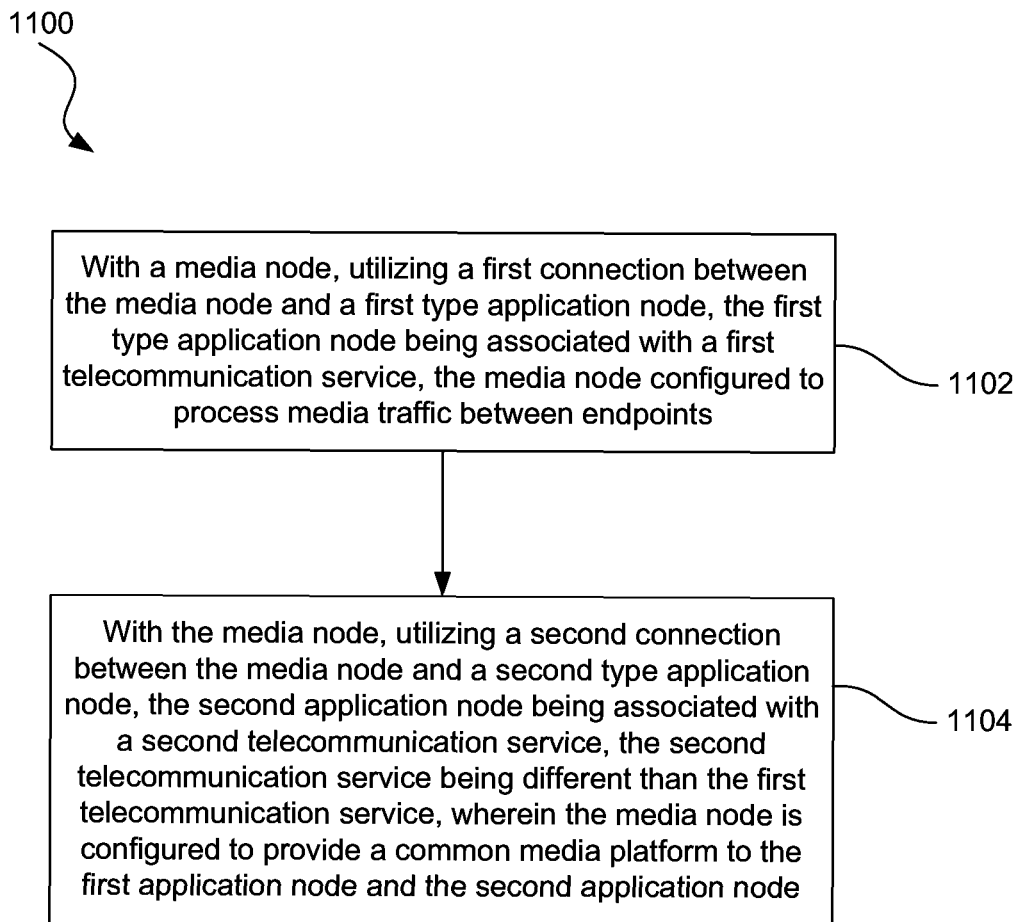 1100
With a media node, utilizing a first connection between
the media node and a first type application node, the first
type application node being associated with a first
telecommunication service, the media node configured to
process media traffic between endpoints
1102
With the media node, utilizing a second connection
between the media node and a second type application
node, the second application node being associated with
a second telecommunication service, the second
telecommunication service being different than the first
telecommunication service, wherein the media node is
configured to provide a common media platform to the
first application node and the second application node
1104